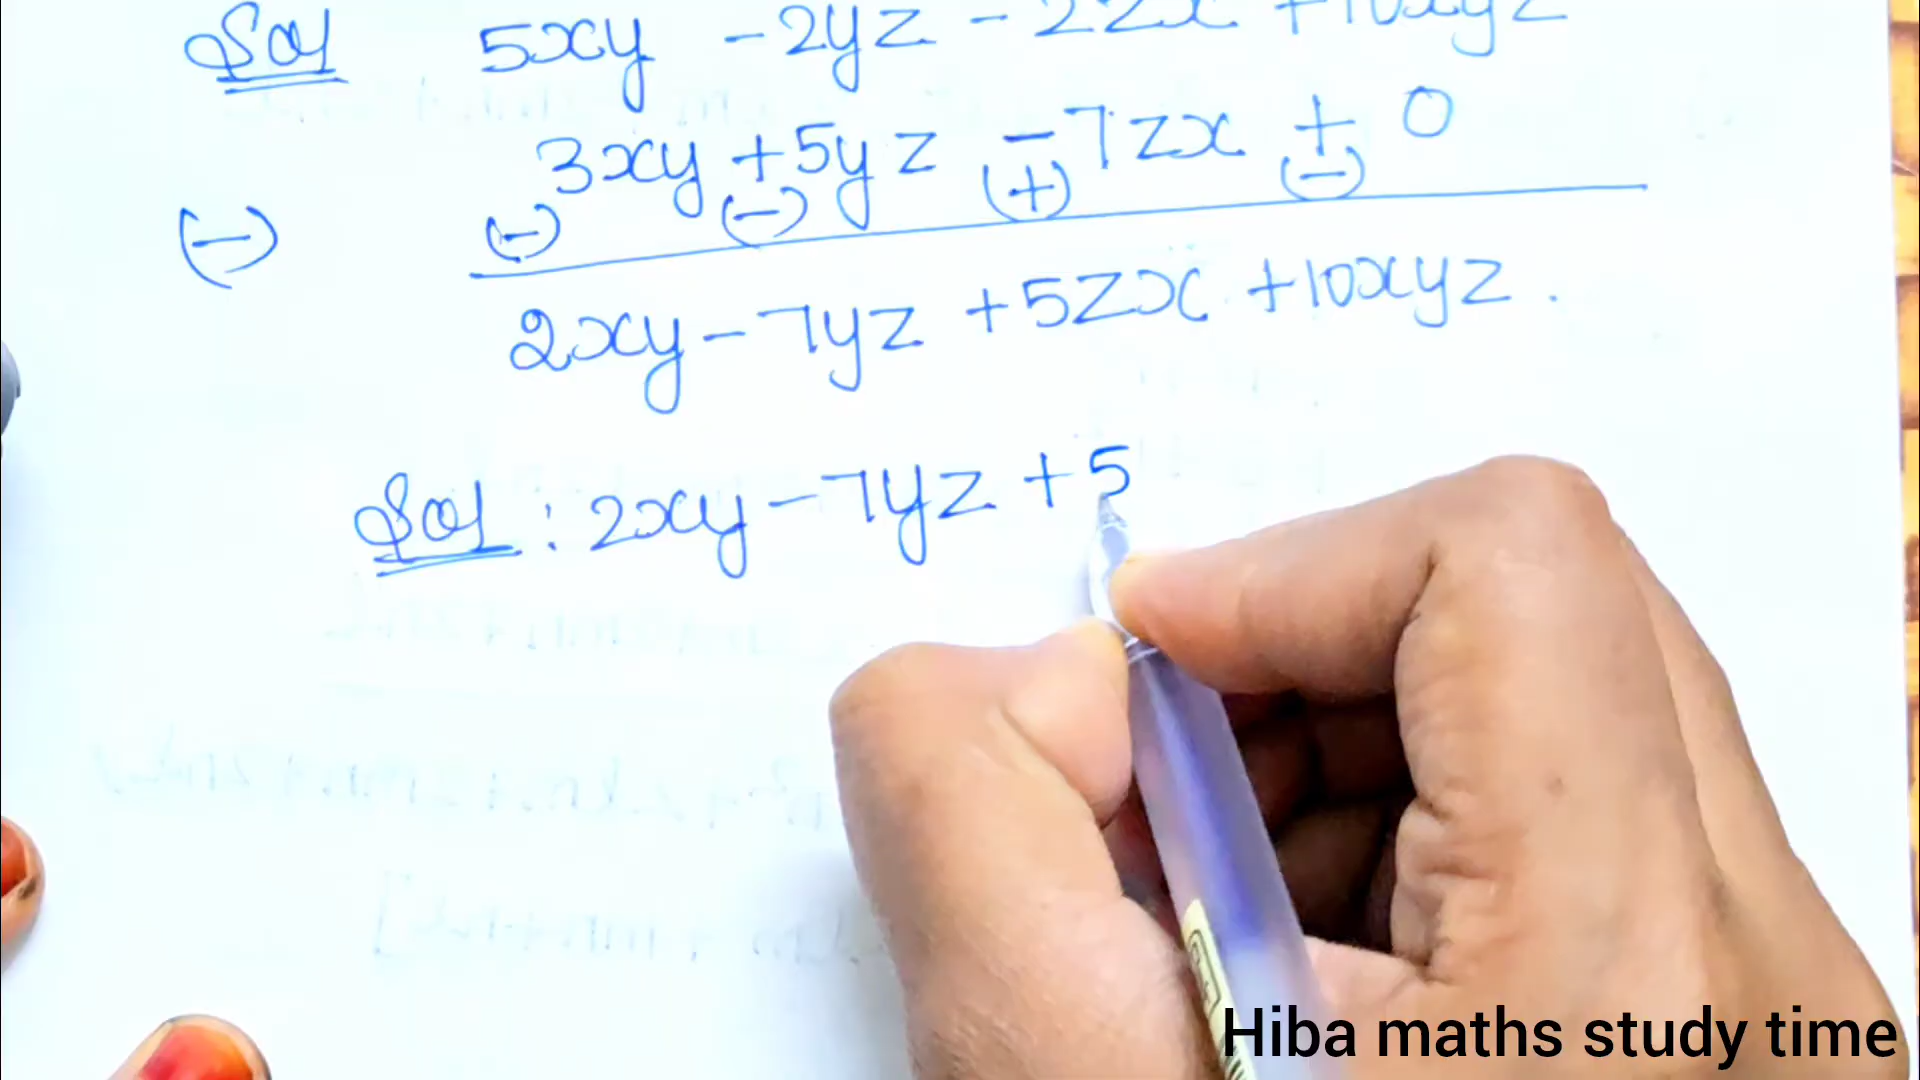 Sol 5xy - 2yz - 2zx + 10xyz
3xy + 5yz - 7zx + 0
(-) (-) (-) (+) (-)
2xy - 7yz + 5zx + 10xyz .
Sol : 2xy - 7yz + 5
Hiba maths study time